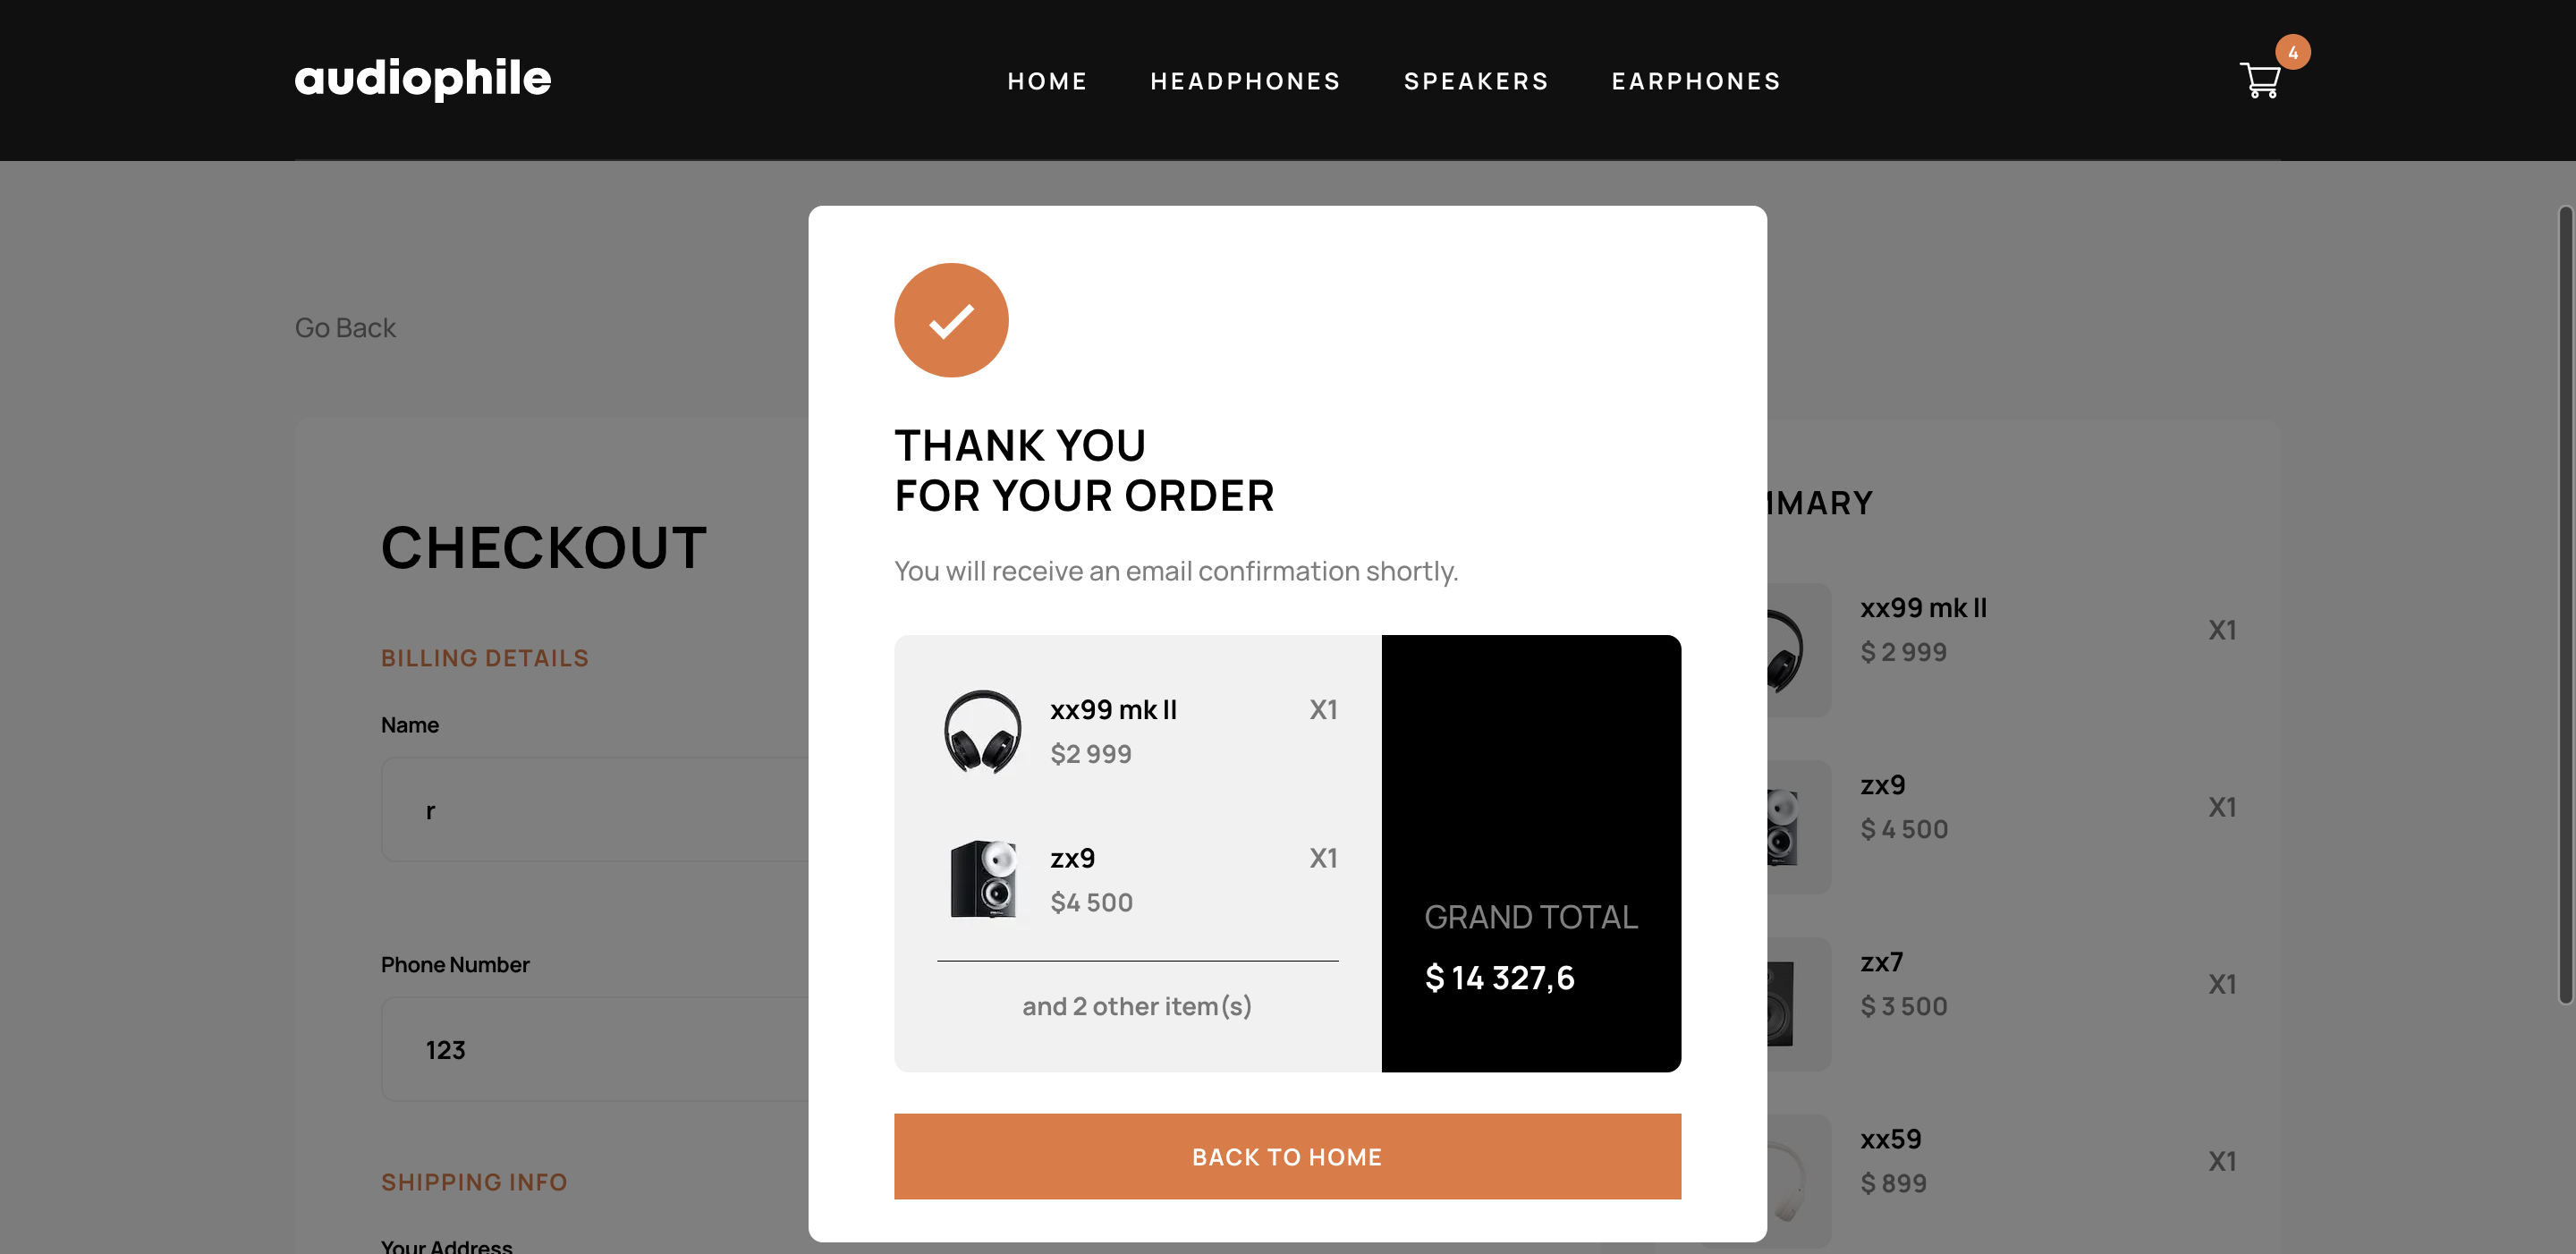 audiophile
HOME HEADPHONES SPEAKERS EARPHONES
4
Go Back
CHECKOUT
BILLING DETAILS
Name
r
Phone Number
123
SHIPPING INFO
Your Address
THANK YOU
FOR YOUR ORDER
You will receive an email confirmation shortly.
xx99 mk II X1
$2 999
zx9 X1
$4 500
and 2 other item(s)
GRAND TOTAL
$ 14 327,6
BACK TO HOME
MMARY
xx99 mk II X1
$ 2 999
zx9 X1
$ 4 500
zx7 X1
$ 3 500
xx59 X1
$ 899